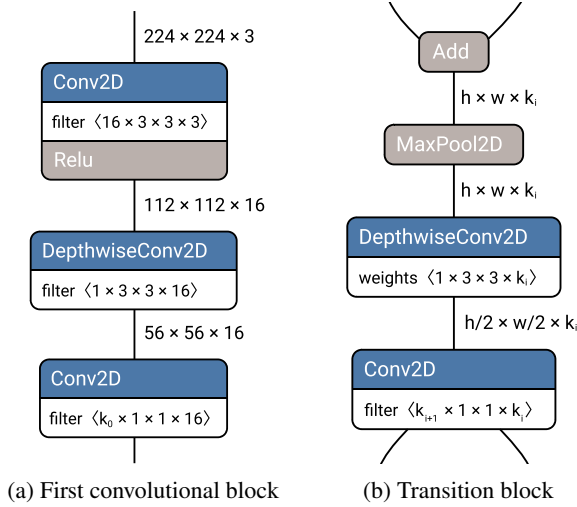 224 × 224 × 3
Conv2D
filter ⟨16 × 3 × 3 × 3⟩
Relu
112 × 112 × 16
DepthwiseConv2D
filter ⟨1 × 3 × 3 × 16⟩
56 × 56 × 16
Conv2D
filter ⟨k₀ × 1 × 1 × 16⟩
(a) First convolutional block
Add
h × w × kᵢ
MaxPool2D
h × w × kᵢ
DepthwiseConv2D
weights ⟨1 × 3 × 3 × kᵢ⟩
h/2 × w/2 × kᵢ
Conv2D
filter ⟨kᵢ₊₁ × 1 × 1 × kᵢ⟩
(b) Transition block